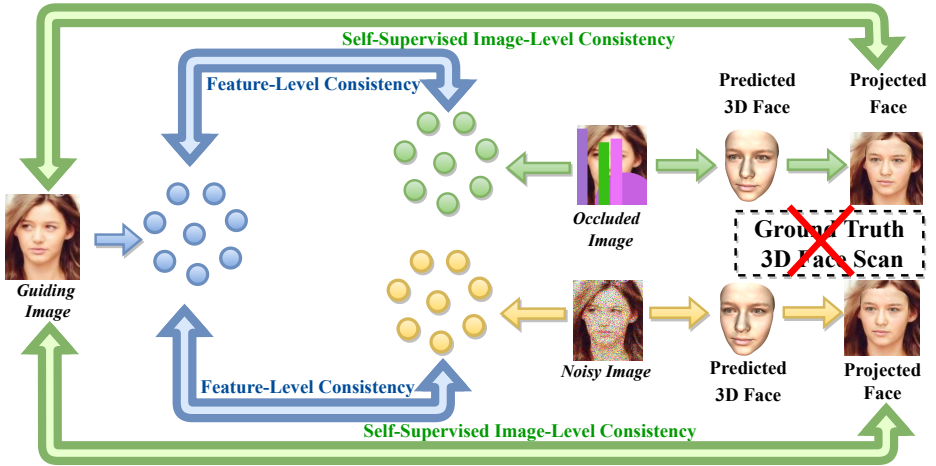 Self-Supervised Image-Level Consistency
Feature-Level Consistency
Predicted
3D Face
Projected
Face
Occluded
Image
Ground Truth
3D Face Scan
Guiding
Image
Noisy Image
Predicted
3D Face
Projected
Face
Feature-Level Consistency
Self-Supervised Image-Level Consistency